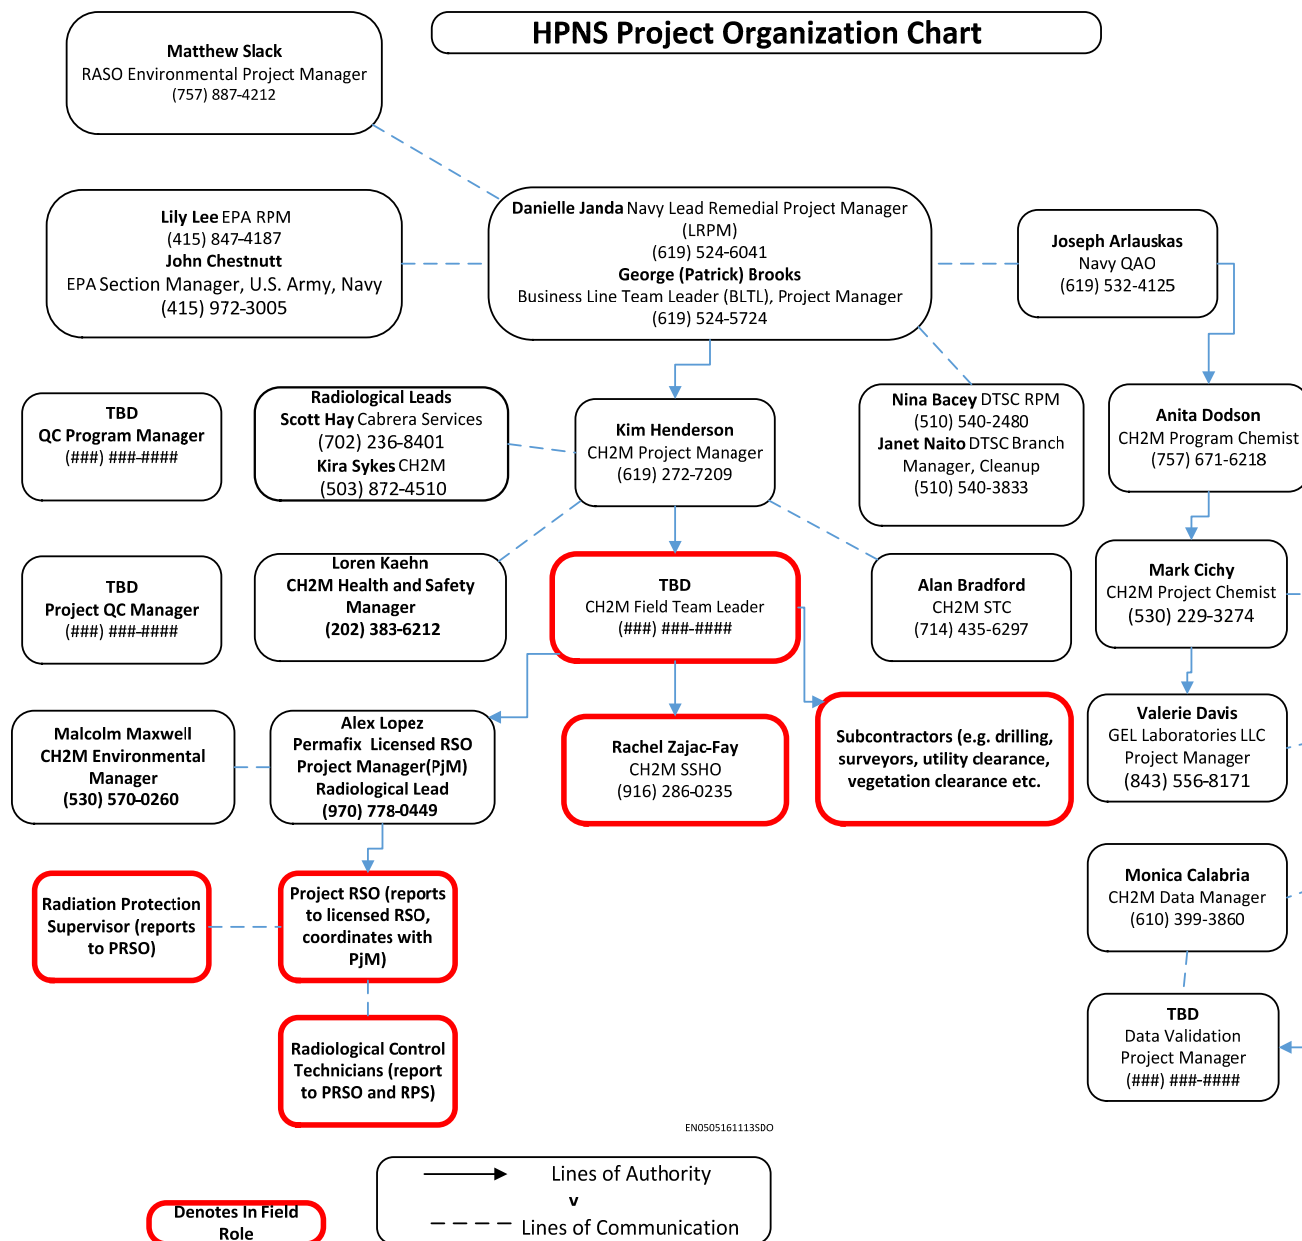 HPNS Project Organization Chart
Matthew Slack
RASO Environmental Project Manager
(757) 887-4212
Lily Lee EPA RPM
(415) 847-4187
John Chestnutt
EPA Section Manager, U.S. Army, Navy
(415) 972-3005
Danielle Janda Navy Lead Remedial Project Manager
(LRPM)
(619) 524-6041
George (Patrick) Brooks
Business Line Team Leader (BLTL), Project Manager
(619) 524-5724
Joseph Arlauskas
Navy QAO
(619) 532-4125
TBD
QC Program Manager
(###) ###-####
Radiological Leads
Scott Hay Cabrera Services
(702) 236-8401
Kira Sykes CH2M
(503) 872-4510
Kim Henderson
CH2M Project Manager
(619) 272-7209
Nina Bacey DTSC RPM
(510) 540-2480
Janet Naito DTSC Branch
Manager, Cleanup
(510) 540-3833
Anita Dodson
CH2M Program Chemist
(757) 671-6218
TBD
Project QC Manager
(###) ###-####
Loren Kaehn
CH2M Health and Safety
Manager
(202) 383-6212
TBD
CH2M Field Team Leader
(###) ###-####
Alan Bradford
CH2M STC
(714) 435-6297
Mark Cichy
CH2M Project Chemist
(530) 229-3274
Malcolm Maxwell
CH2M Environmental
Manager
(530) 570-0260
Alex Lopez
Permafix Licensed RSO
Project Manager(PjM)
Radiological Lead
(970) 778-0449
Rachel Zajac-Fay
CH2M SSHO
(916) 286-0235
Subcontractors (e.g. drilling,
surveyors, utility clearance,
vegetation clearance etc.
Valerie Davis
GEL Laboratories LLC
Project Manager
(843) 556-8171
Radiation Protection
Supervisor (reports
to PRSO)
Project RSO (reports
to licensed RSO,
coordinates with
PjM)
Monica Calabria
CH2M Data Manager
(610) 399-3860
Radiological Control
Technicians (report
to PRSO and RPS)
TBD
Data Validation
Project Manager
(###) ###-####
EN0505161113SDO
Lines of Authority
v
Lines of Communication
Denotes In Field
Role